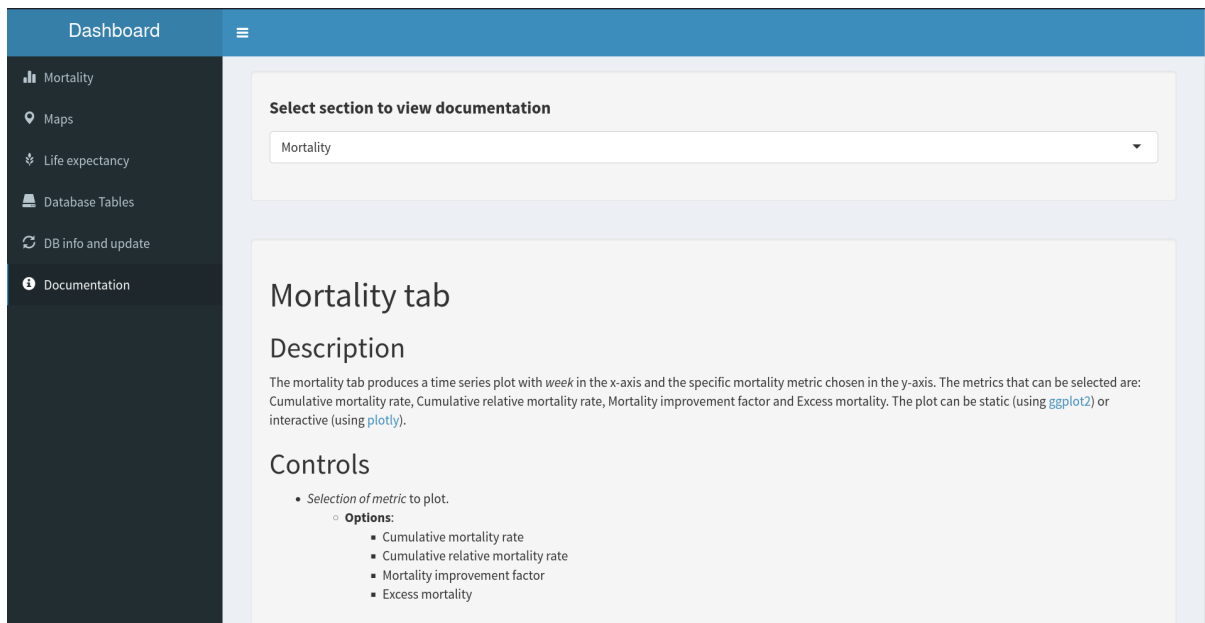 Dashboard
Mortality
Maps
Life expectancy
Database Tables
DB info and update
Documentation
Select section to view documentation
Mortality
Mortality tab
Description
The mortality tab produces a time series plot with week in the x-axis and the specific mortality metric chosen in the y-axis. The metrics that can be selected are:
Cumulative mortality rate, Cumulative relative mortality rate, Mortality improvement factor and Excess mortality. The plot can be static (using ggplot2) or
interactive (using plotly).
Controls
Selection of metric to plot.
Options:
Cumulative mortality rate
Cumulative relative mortality rate
Mortality improvement factor
Excess mortality